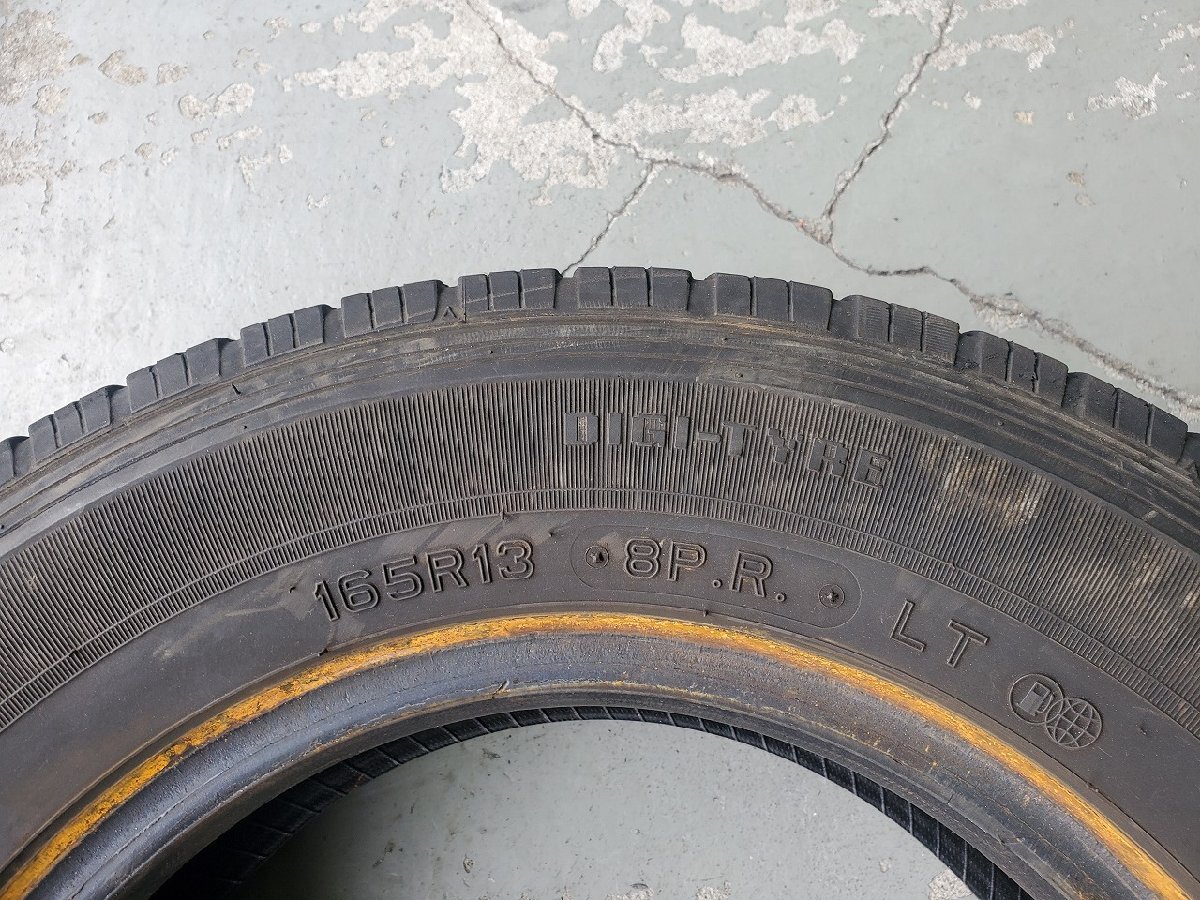 DIGI-TYRE
165R13 8P.R. LT